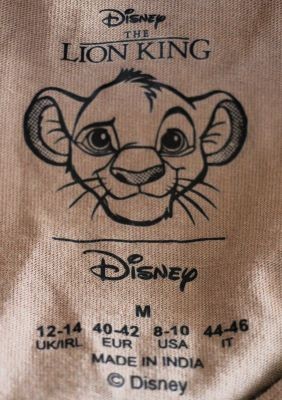 Disney
THE
LION KING
Disney
M
12-14 40-42 8-10 44-46
UK/IRL EUR USA IT
MADE IN INDIA
© Disney